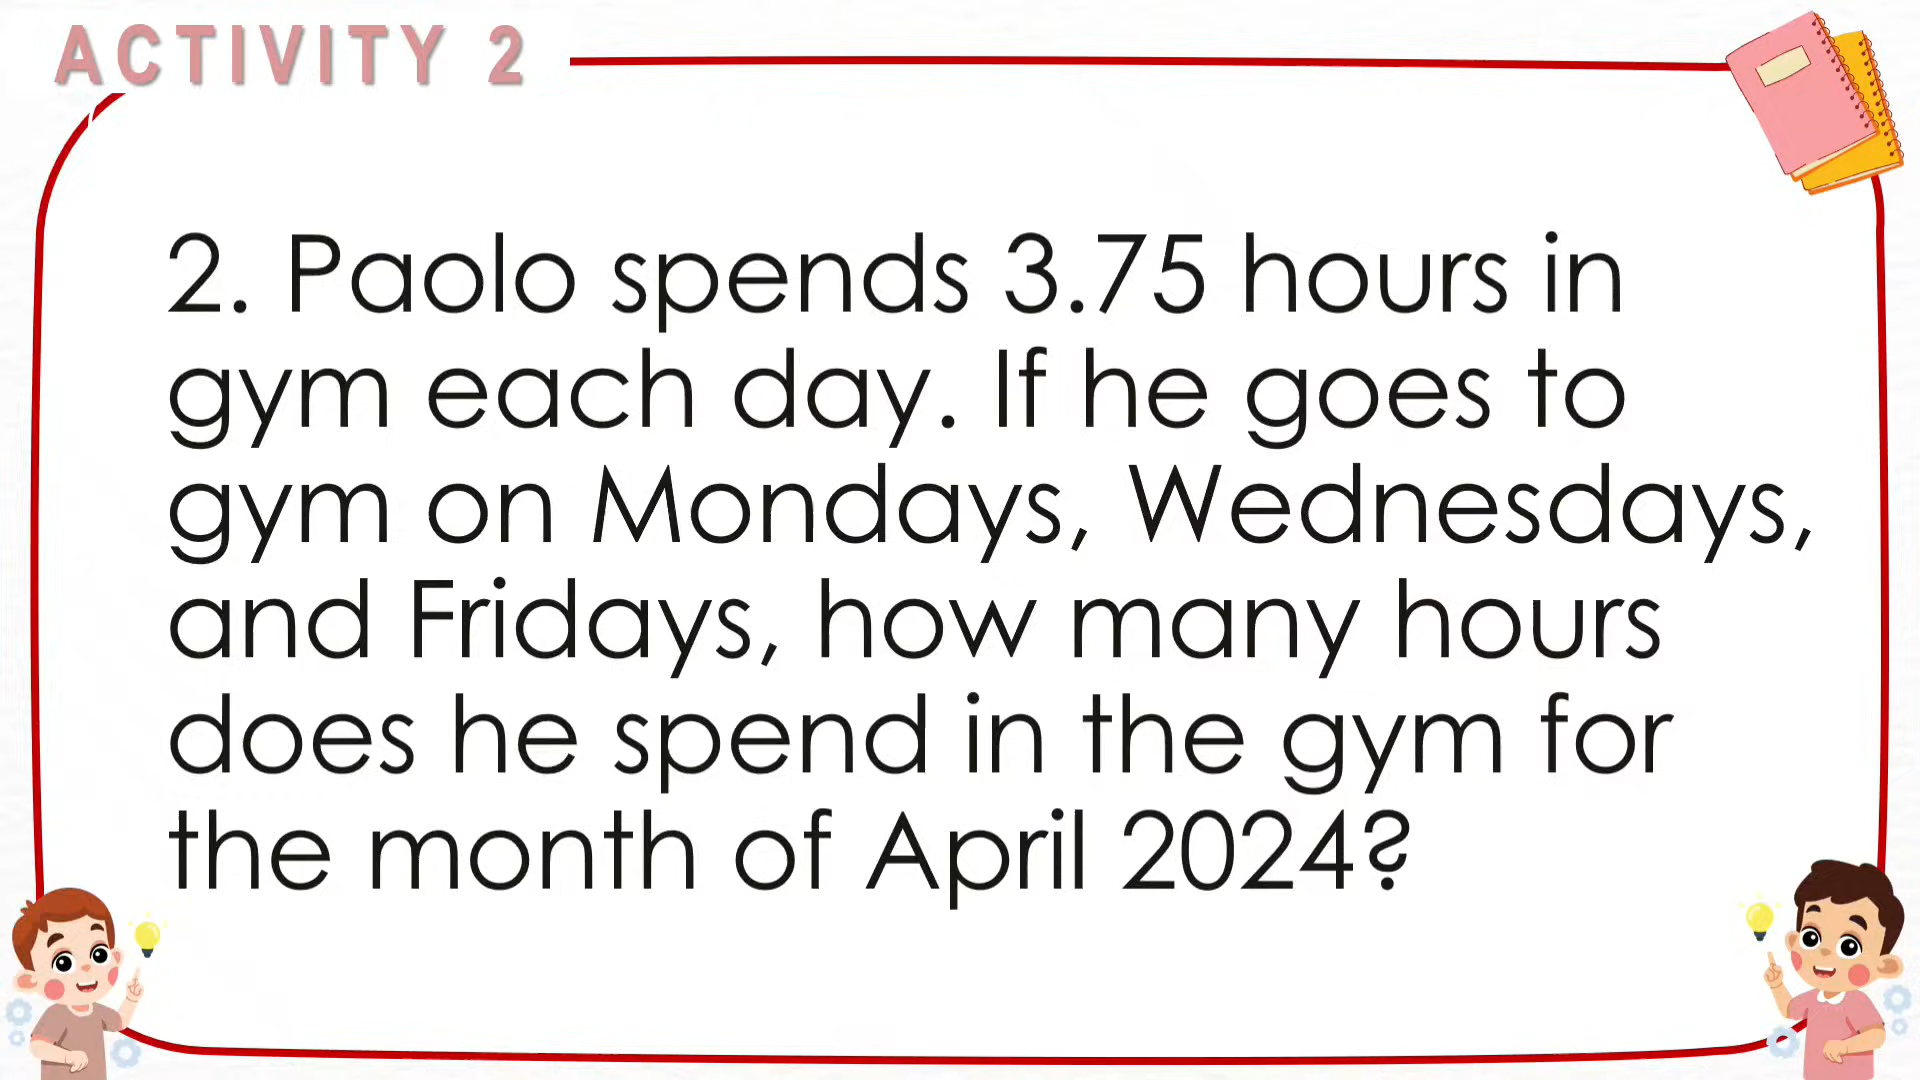 ACTIVITY 2
2. Paolo spends 3.75 hours in
gym each day. If he goes to
gym on Mondays, Wednesdays,
and Fridays, how many hours
does he spend in the gym for
the month of April 2024?